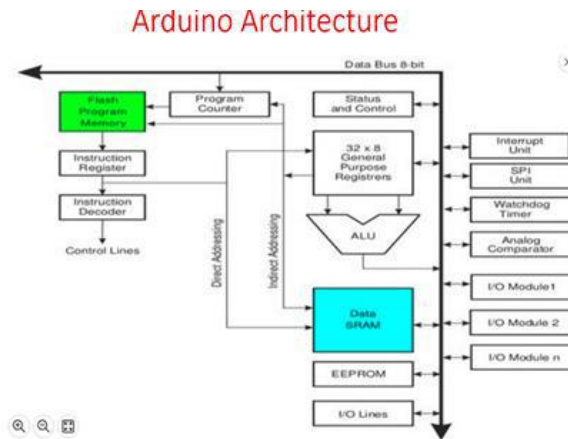 Arduino Architecture
Data Bus 8-bit
Flash
Program
Memory
Program
Counter
Status
and Control
Instruction
Register
32 x 8
General
Purpose
Registrers
Interrupt
Unit
SPI
Unit
Instruction
Decoder
Watchdog
Timer
ALU
Control Lines
Direct Addressing
Indirect Addressing
Analog
Comparator
Data
SRAM
I/O Module1
I/O Module 2
I/O Module n
EEPROM
I/O Lines